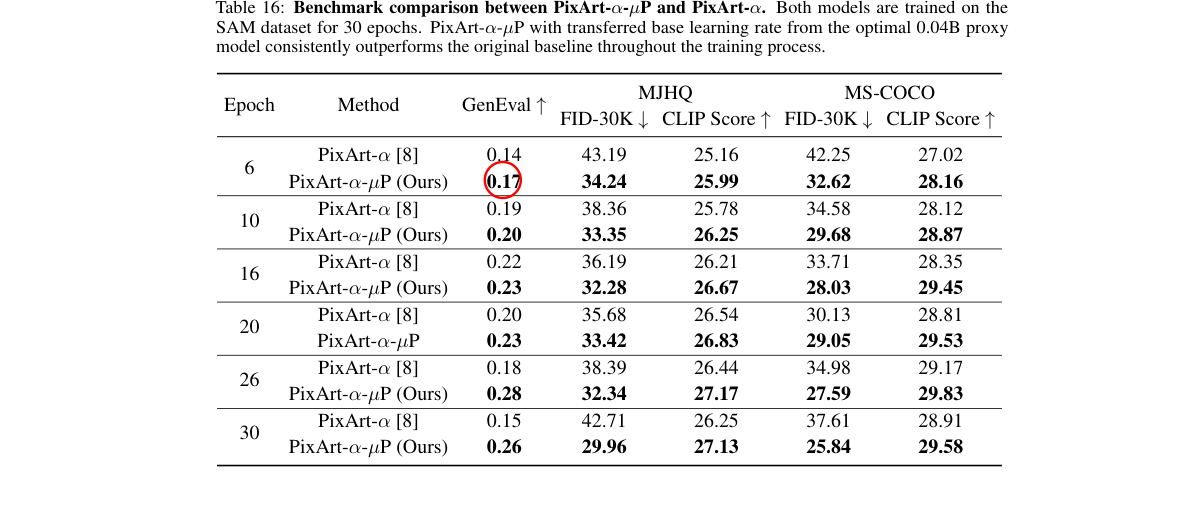 Table 16: Benchmark comparison between PixArt-α-μP and PixArt-α. Both models are trained on the
SAM dataset for 30 epochs. PixArt-α-μP with transferred base learning rate from the optimal 0.04B proxy
model consistently outperforms the original baseline throughout the training process.
Epoch Method GenEval ↑ MJHQ MS-COCO
FID-30K ↓ CLIP Score ↑ FID-30K ↓ CLIP Score ↑
6 PixArt-α [8] 0.14 43.19 25.16 42.25 27.02
PixArt-α-μP (Ours) 0.17 34.24 25.99 32.62 28.16
10 PixArt-α [8] 0.19 38.36 25.78 34.58 28.12
PixArt-α-μP (Ours) 0.20 33.35 26.25 29.68 28.87
16 PixArt-α [8] 0.22 36.19 26.21 33.71 28.35
PixArt-α-μP (Ours) 0.23 32.28 26.67 28.03 29.45
20 PixArt-α [8] 0.20 35.68 26.54 30.13 28.81
PixArt-α-μP 0.23 33.42 26.83 29.05 29.53
26 PixArt-α [8] 0.18 38.39 26.44 34.98 29.17
PixArt-α-μP (Ours) 0.28 32.34 27.17 27.59 29.83
30 PixArt-α [8] 0.15 42.71 26.25 37.61 28.91
PixArt-α-μP (Ours) 0.26 29.96 27.13 25.84 29.58